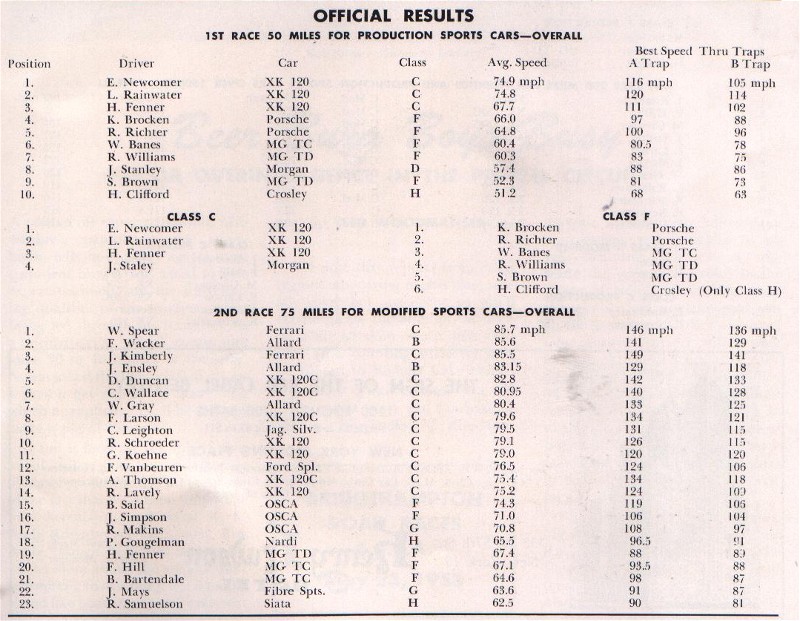 OFFICIAL RESULTS
1ST RACE 50 MILES FOR PRODUCTION SPORTS CARS—OVERALL
Best Speed Thru Traps
Position Driver Car Class Avg. Speed A Trap B Trap
1. E. Newcomer XK 120 C 74.9 mph 116 mph 105 mph
2. L. Rainwater XK 120 C 74.8 120 114
3. H. Fenner XK 120 C 67.7 111 102
4. K. Brocken Porsche F 66.0 97 88
5. R. Richter Porsche F 64.8 100 96
6. W. Banes MG TC F 60.4 80.5 78
7. R. Williams MG TD F 60.3 83 75
8. J. Stanley Morgan D 57.4 88 86
9. S. Brown MG TD F 52.3 81 73
10. H. Clifford Crosley H 51.2 68 63
CLASS C CLASS F
1. E. Newcomer XK 120 1. K. Brocken Porsche
2. L. Rainwater XK 120 2. R. Richter Porsche
3. H. Fenner XK 120 3. W. Banes MG TC
4. J. Staley Morgan 4. R. Williams MG TD
5. S. Brown MG TD
6. H. Clifford Crosley (Only Class H)
2ND RACE 75 MILES FOR MODIFIED SPORTS CARS—OVERALL
1. W. Spear Ferrari C 85.7 mph 146 mph 136 mph
2. F. Wacker Allard B 85.6 141 129
3. J. Kimberly Ferrari C 85.5 149 141
4. J. Ensley Allard B 83.15 129 118
5. D. Duncan XK 120C C 82.8 142 133
6. C. Wallace XK 120C C 80.95 140 128
7. W. Gray Allard C 80.4 133 125
8. F. Larson XK 120C C 79.6 134 121
9. C. Leighton Jag. Silv. C 79.5 131 115
10. R. Schroeder XK 120 C 79.1 126 115
11. G. Koehne XK 120 C 79.0 120 120
12. F. Vanbeuren Ford Spl. C 76.5 124 106
13. A. Thomson XK 120C C 75.4 134 118
14. R. Lavely XK 120 C 75.2 124 109
15. B. Said OSCA F 74.3 119 106
16. J. Simpson OSCA F 71.0 106 104
17. R. Makins OSCA G 70.8 108 97
18. P. Gougelman Nardi H 65.5 96.5 91
19. H. Fenner MG TD F 67.4 88 89
20. F. Hill MG TC F 67.1 93.5 88
21. B. Bartendale MG TC F 64.6 98 87
22. J. Mays Fibre Spts. G 63.6 91 87
23. R. Samuelson Siata H 62.5 90 81